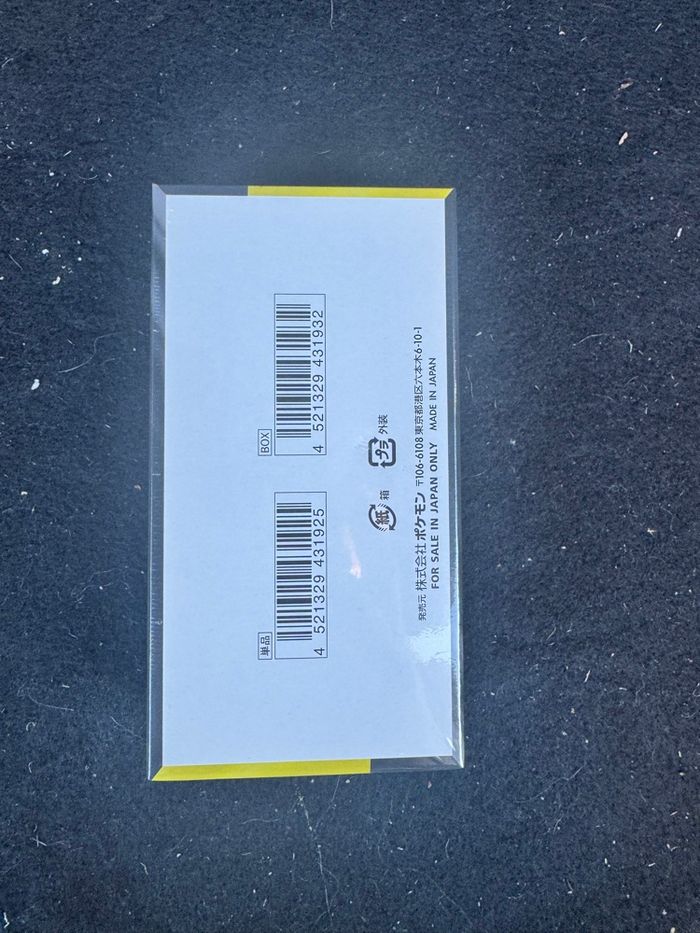 単品
4 521329 431925
BOX
4 521329 431932
紙 箱
プラ 外装
発売元 株式会社ポケモン 〒106-6108 東京都港区六本木6-10-1
FOR SALE IN JAPAN ONLY MADE IN JAPAN